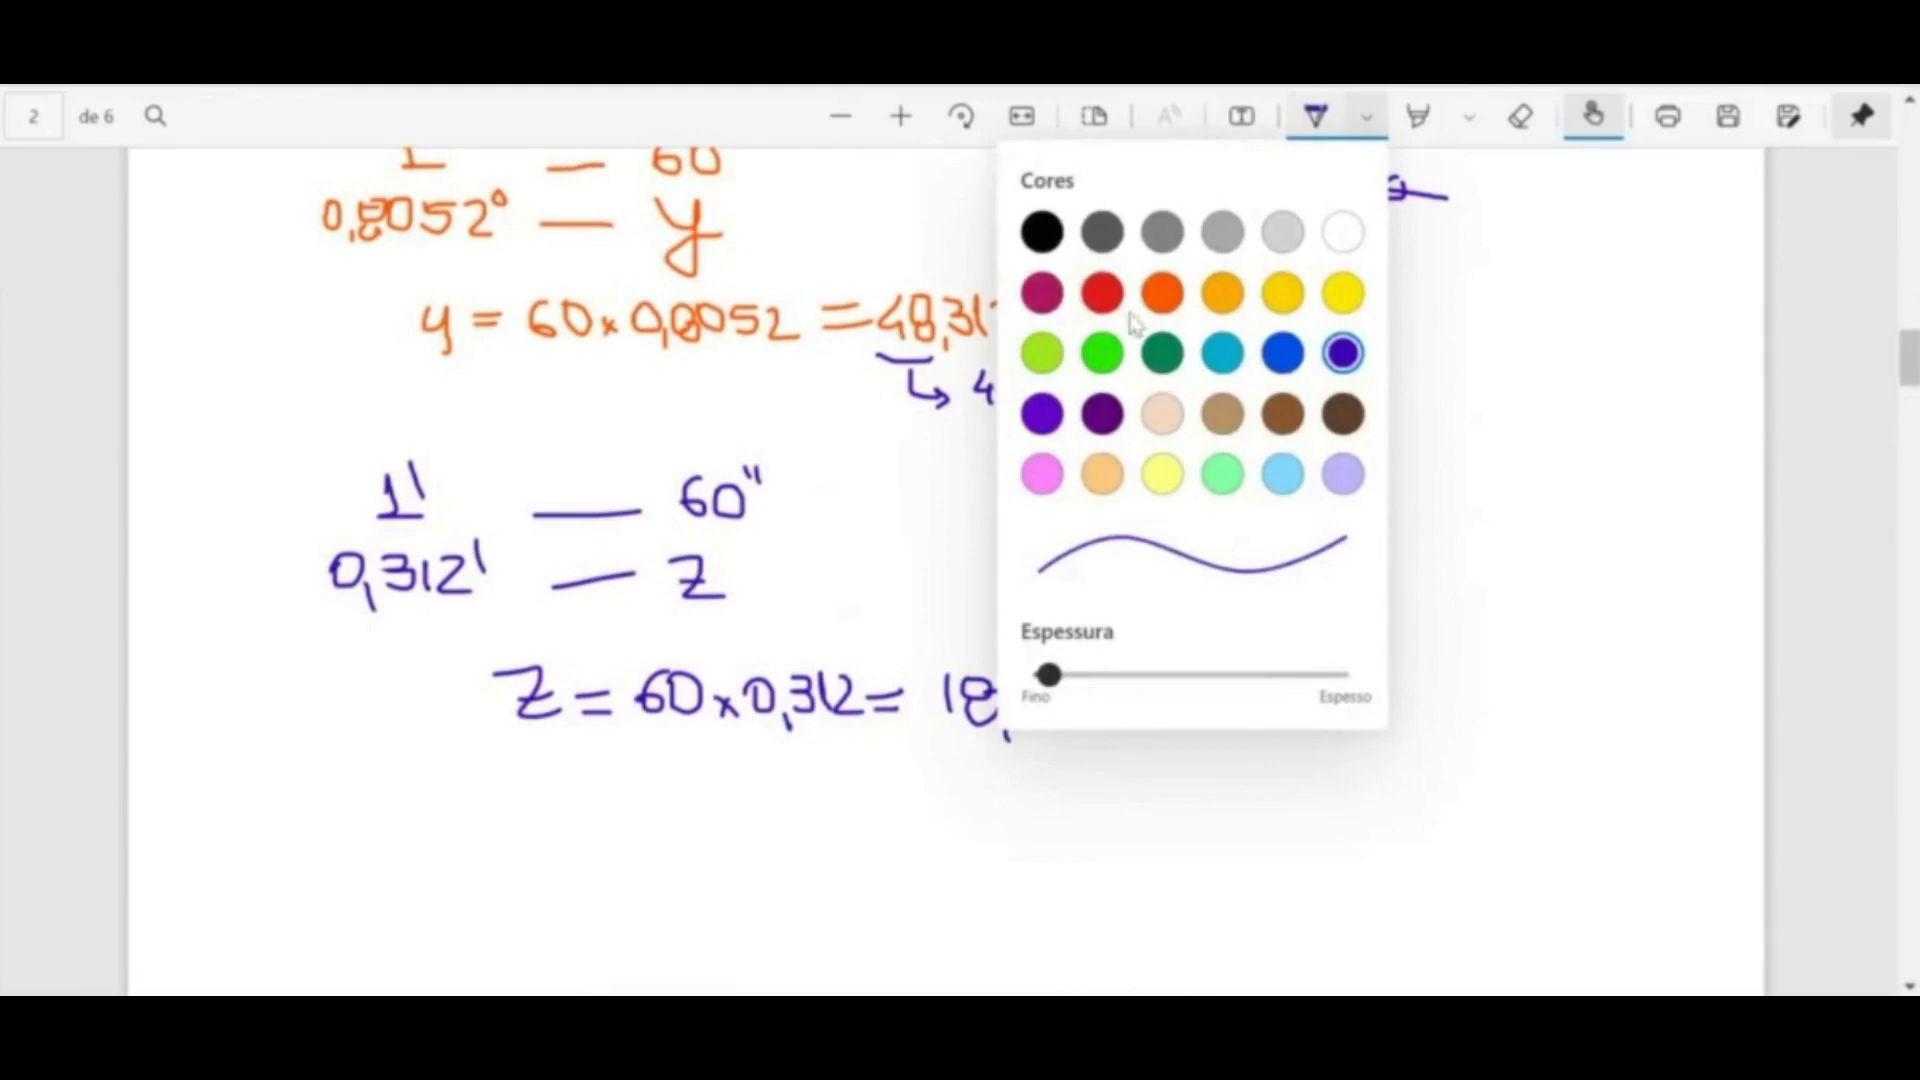 2 de 6
Cores
1 — 60
0,8052° — y
y = 60 x 0,8052 = 48,31
↳ 4
1' — 60"
0,312' — Z
Z = 60 x 0,312 = 18,
Espessura
Fino Espesso